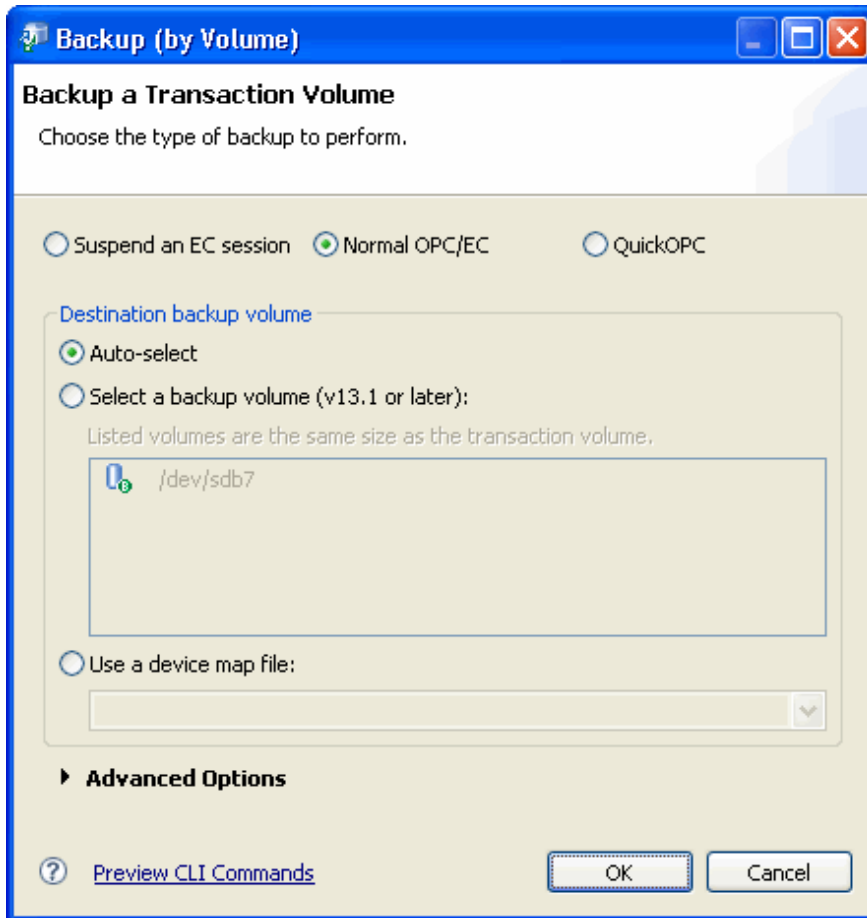 Backup (by Volume)
Backup a Transaction Volume
Choose the type of backup to perform.
Suspend an EC session Normal OPC/EC QuickOPC
Destination backup volume
Auto-select
Select a backup volume (v13.1 or later):
Listed volumes are the same size as the transaction volume.
/dev/sdb7
Use a device map file:
Advanced Options
Preview CLI Commands OK Cancel